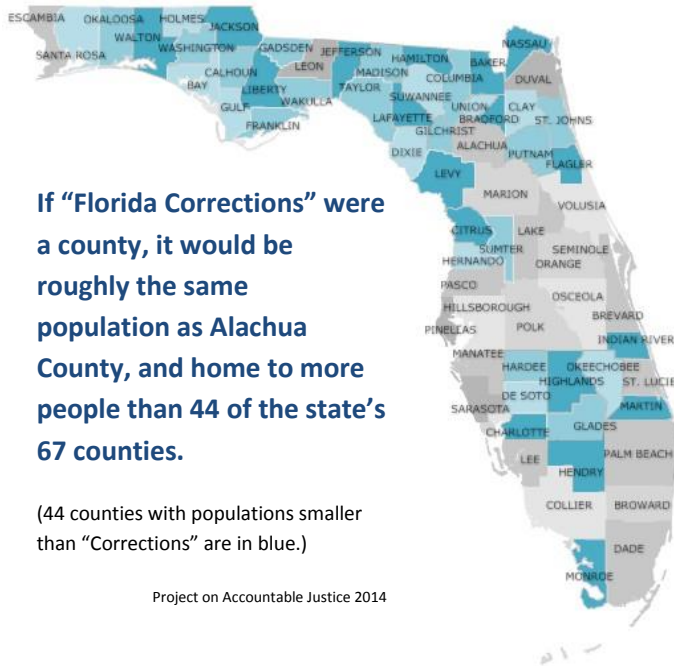 ESCAMBIA
OKALOOSA
HOLMES
JACKSON
WALTON
WASHINGTON
SANTA ROSA
BAY
CALHOUN
GADSDEN
LEON
LIBERTY
GULF
WAKULLA
FRANKLIN
JEFFERSON
MADISON
TAYLOR
HAMILTON
SUWANNEE
COLUMBIA
BAKER
NASSAU
DUVAL
LAFAYETTE
UNION
BRADFORD
CLAY
ST. JOHNS
GILCHRIST
DIXIE
ALACHUA
PUTNAM
FLAGLER
LEVY
MARION
VOLUSIA
CITRUS
SUMTER
LAKE
HERNANDO
SEMINOLE
ORANGE
PASCO
HILLSBOROUGH
PINELLAS
POLK
OSCEOLA
BREVARD
INDIAN RIVER
MANATEE
HARDEE
OKEECHOBEE
HIGHLANDS
ST. LUCIE
DE SOTO
SARASOTA
MARTIN
CHARLOTTE
GLADES
LEE
HENDRY
PALM BEACH
COLLIER
BROWARD
DADE
MONROE
If “Florida Corrections” were
a county, it would be
roughly the same
population as Alachua
County, and home to more
people than 44 of the state’s
67 counties.
(44 counties with populations smaller
than “Corrections” are in blue.)
Project on Accountable Justice 2014